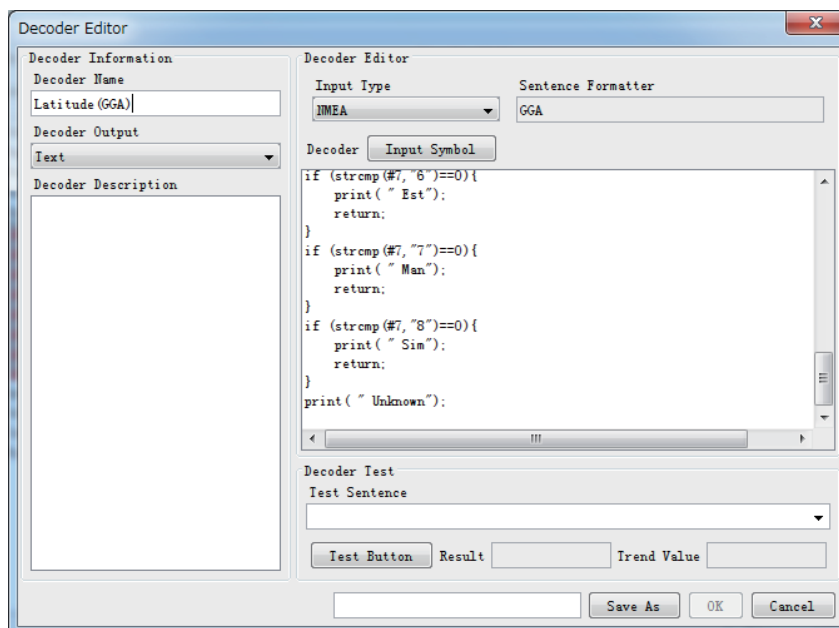 Decoder Editor
Decoder Information
Decoder Name
Latitude(GGA)
Decoder Output
Text
Decoder Description
Decoder Editor
Input Type
Sentence Formatter
NMEA
GGA
Decoder
Input Symbol
if (strcmp(#7,"6")==0){
    print( " Est");
    return;
}
if (strcmp(#7,"7")==0){
    print( " Man");
    return;
}
if (strcmp(#7,"8")==0){
    print( " Sim");
    return;
}
print( " Unknown");
Decoder Test
Test Sentence
Test Button
Result
Trend Value
Save As
OK
Cancel